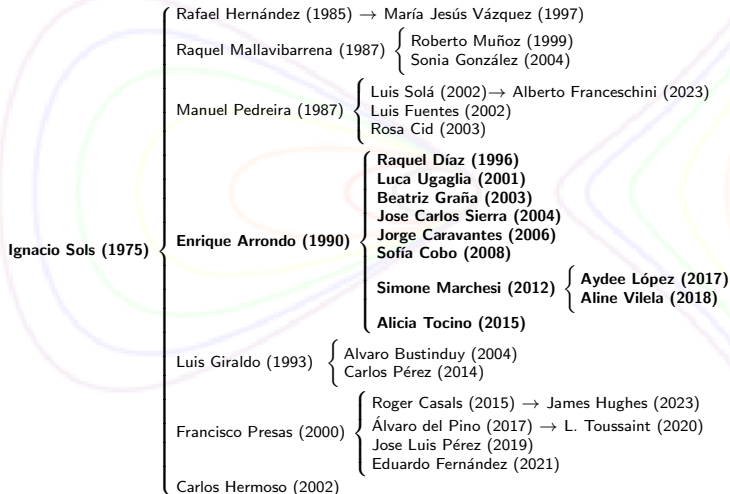 Rafael Hernández (1985) → María Jesús Vázquez (1997)
Raquel Mallavibarrena (1987)
Roberto Muñoz (1999)
Sonia González (2004)
Manuel Pedreira (1987)
Luis Solá (2002)→ Alberto Franceschini (2023)
Luis Fuentes (2002)
Rosa Cid (2003)
Ignacio Sols (1975)
Enrique Arrondo (1990)
Raquel Díaz (1996)
Luca Ugaglia (2001)
Beatriz Graña (2003)
Jose Carlos Sierra (2004)
Jorge Caravantes (2006)
Sofía Cobo (2008)
Simone Marchesi (2012)
Aydee López (2017)
Aline Vilela (2018)
Alicia Tocino (2015)
Luis Giraldo (1993)
Alvaro Bustinduy (2004)
Carlos Pérez (2014)
Francisco Presas (2000)
Roger Casals (2015) → James Hughes (2023)
Álvaro del Pino (2017) → L. Toussaint (2020)
Jose Luis Pérez (2019)
Eduardo Fernández (2021)
Carlos Hermoso (2002)